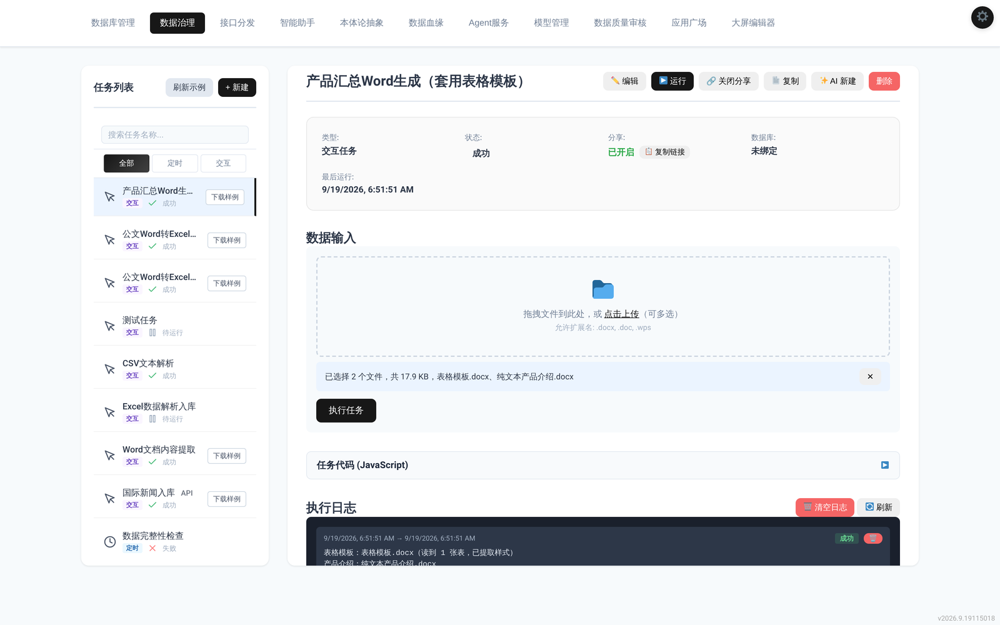 数据库管理
数据治理
接口分发
智能助手
本体论抽象
数据血缘
Agent服务
模型管理
数据质量审核
应用广场
大屏编辑器
任务列表
刷新示例
+ 新建
搜索任务名称...
全部
定时
交互
产品汇总Word生...
交互 成功
下载样例
公文Word转Excel...
交互 成功
下载样例
公文Word转Excel...
交互 成功
下载样例
测试任务
交互 待运行
CSV文本解析
交互 成功
Excel数据解析入库
交互 待运行
Word文档内容提取
交互 成功
下载样例
国际新闻入库 API
交互 成功
下载样例
数据完整性检查
定时 失败
产品汇总Word生成（套用表格模板）
编辑
运行
关闭分享
复制
AI 新建
删除
类型:
交互任务
状态:
成功
分享:
已开启 复制链接
数据库:
未绑定
最后运行:
9/19/2026, 6:51:51 AM
数据输入
拖拽文件到此处，或 点击上传（可多选）
允许扩展名: .docx, .doc, .wps
已选择 2 个文件，共 17.9 KB，表格模板.docx、纯文本产品介绍.docx
执行任务
任务代码 (JavaScript)
执行日志
清空日志
刷新
9/19/2026, 6:51:51 AM → 9/19/2026, 6:51:51 AM
成功
表格模板：表格模板.docx（读到 1 张表，已提取样式）
产品介绍：纯文本产品介绍.docx
v2026.9.19115018